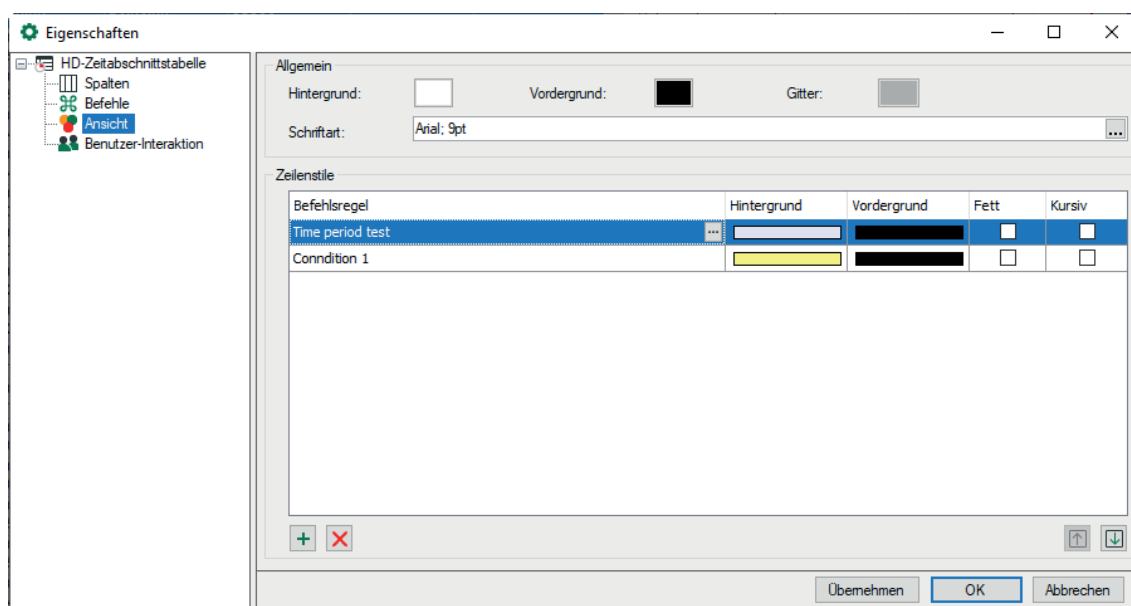 Eigenschaften
HD-Zeitabschnittstabelle
Spalten
Befehle
Ansicht
Benutzer-Interaktion
Allgemein
Hintergrund: Vordergrund: Gitter:
Schriftart: Arial; 9pt ...
Zeilenstile
Befehlsregel Hintergrund Vordergrund Fett Kursiv
Time period test ...
Conndition 1
Übernehmen OK Abbrechen